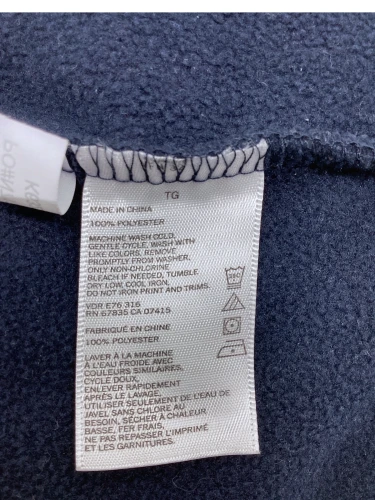 TG
MADE IN CHINA
100% POLYESTER
MACHINE WASH COLD,
GENTLE CYCLE, WASH WITH
LIKE COLORS, REMOVE
PROMPTLY FROM WASHER,
ONLY NON-CHLORINE
BLEACH IF NEEDED, TUMBLE
DRY LOW, COOL IRON,
DO NOT IRON PRINT AND TRIMS.
VDR E76 316
RN 67835 CA 07415
FABRIQUÉ EN CHINE
100% POLYESTER
LAVER À LA MACHINE
À L'EAU FROIDE AVEC
COULEURS SIMILAIRES,
CYCLE DOUX,
ENLEVER RAPIDEMENT
APRÈS LE LAVAGE,
UTILISER SEULEMENT DE L'EAU DE
JAVEL SANS CHLORE AU
BESOIN, SÉCHER À CHALEUR
BASSE, FER FROID,
NE PAS REPASSER L'IMPRIMÉ
ET LES GARNITURES.